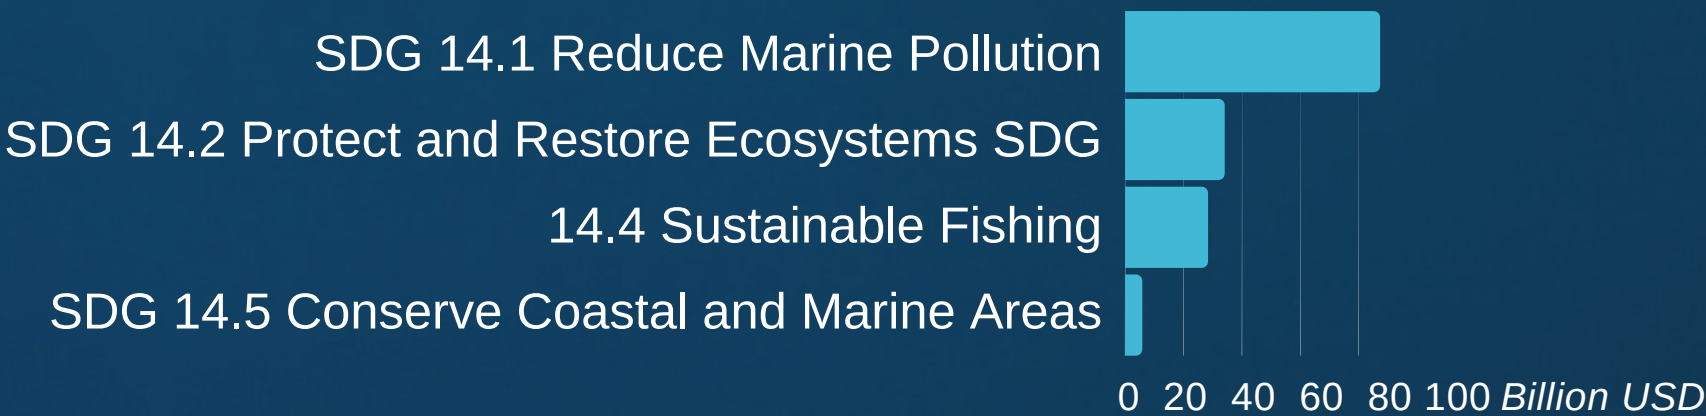 SDG 14.1 Reduce Marine Pollution
SDG 14.2 Protect and Restore Ecosystems SDG
14.4 Sustainable Fishing
SDG 14.5 Conserve Coastal and Marine Areas
0 20 40 60 80 100 Billion USD